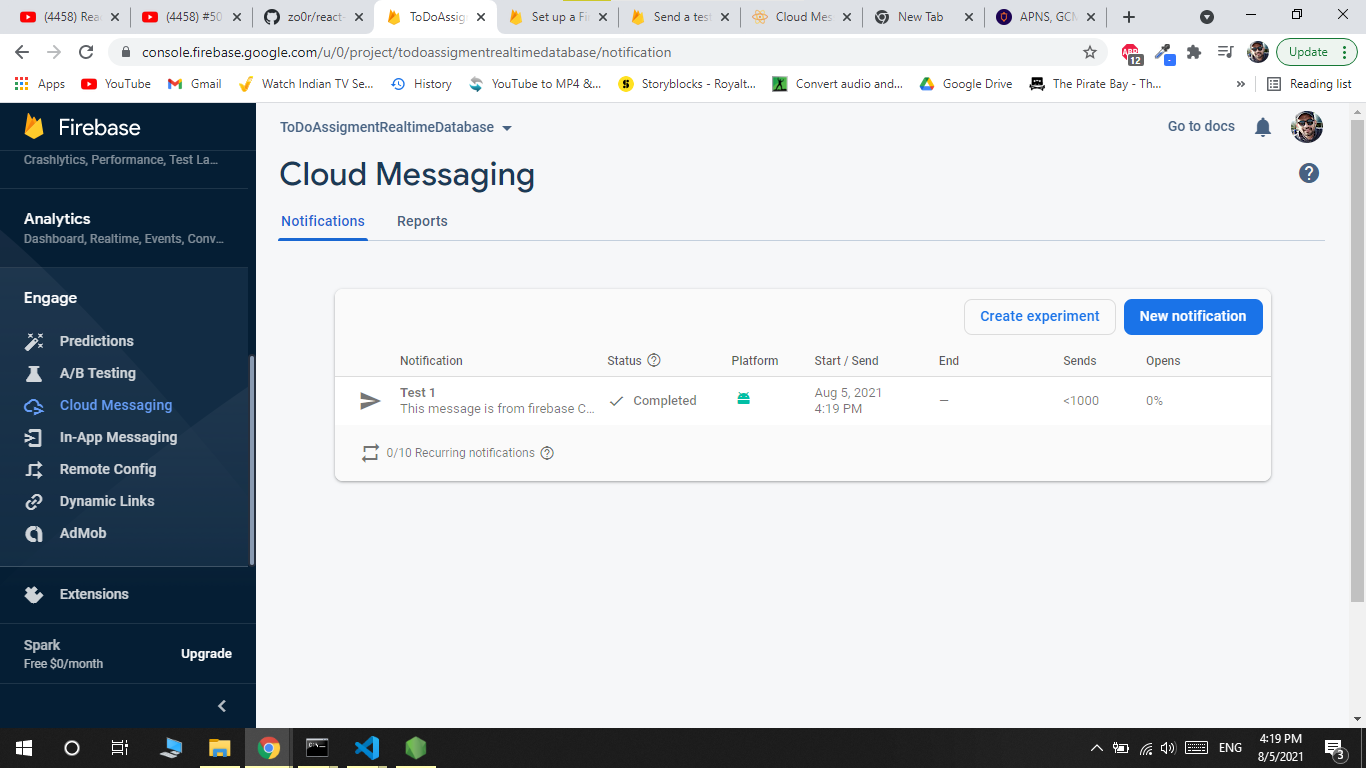 (4458) Rea
(4458) #50
zo0r/react-
ToDoAssig
Set up a Fi
Send a test
Cloud Mes
New Tab
APNS, GCM
console.firebase.google.com/u/0/project/todoassigmentrealtimedatabase/notification
ABP
12
Update
Apps
YouTube
Gmail
Watch Indian TV Se...
History
YouTube to MP4 &...
Storyblocks - Royalt...
Convert audio and...
Google Drive
The Pirate Bay - Th...
»
Reading list
Firebase
Crashlytics, Performance, Test La...
Analytics
Dashboard, Realtime, Events, Conv...
Engage
Predictions
A/B Testing
Cloud Messaging
In-App Messaging
Remote Config
Dynamic Links
AdMob
Extensions
Spark
Free $0/month
Upgrade
ToDoAssigmentRealtimeDatabase
Go to docs
Cloud Messaging
Notifications Reports
Create experiment
New notification
Notification Status Platform Start / Send End Sends Opens
Test 1
This message is from firebase C...
Completed
Aug 5, 2021
4:19 PM
—
<1000
0%
0/10 Recurring notifications
ENG
4:19 PM
8/5/2021
3